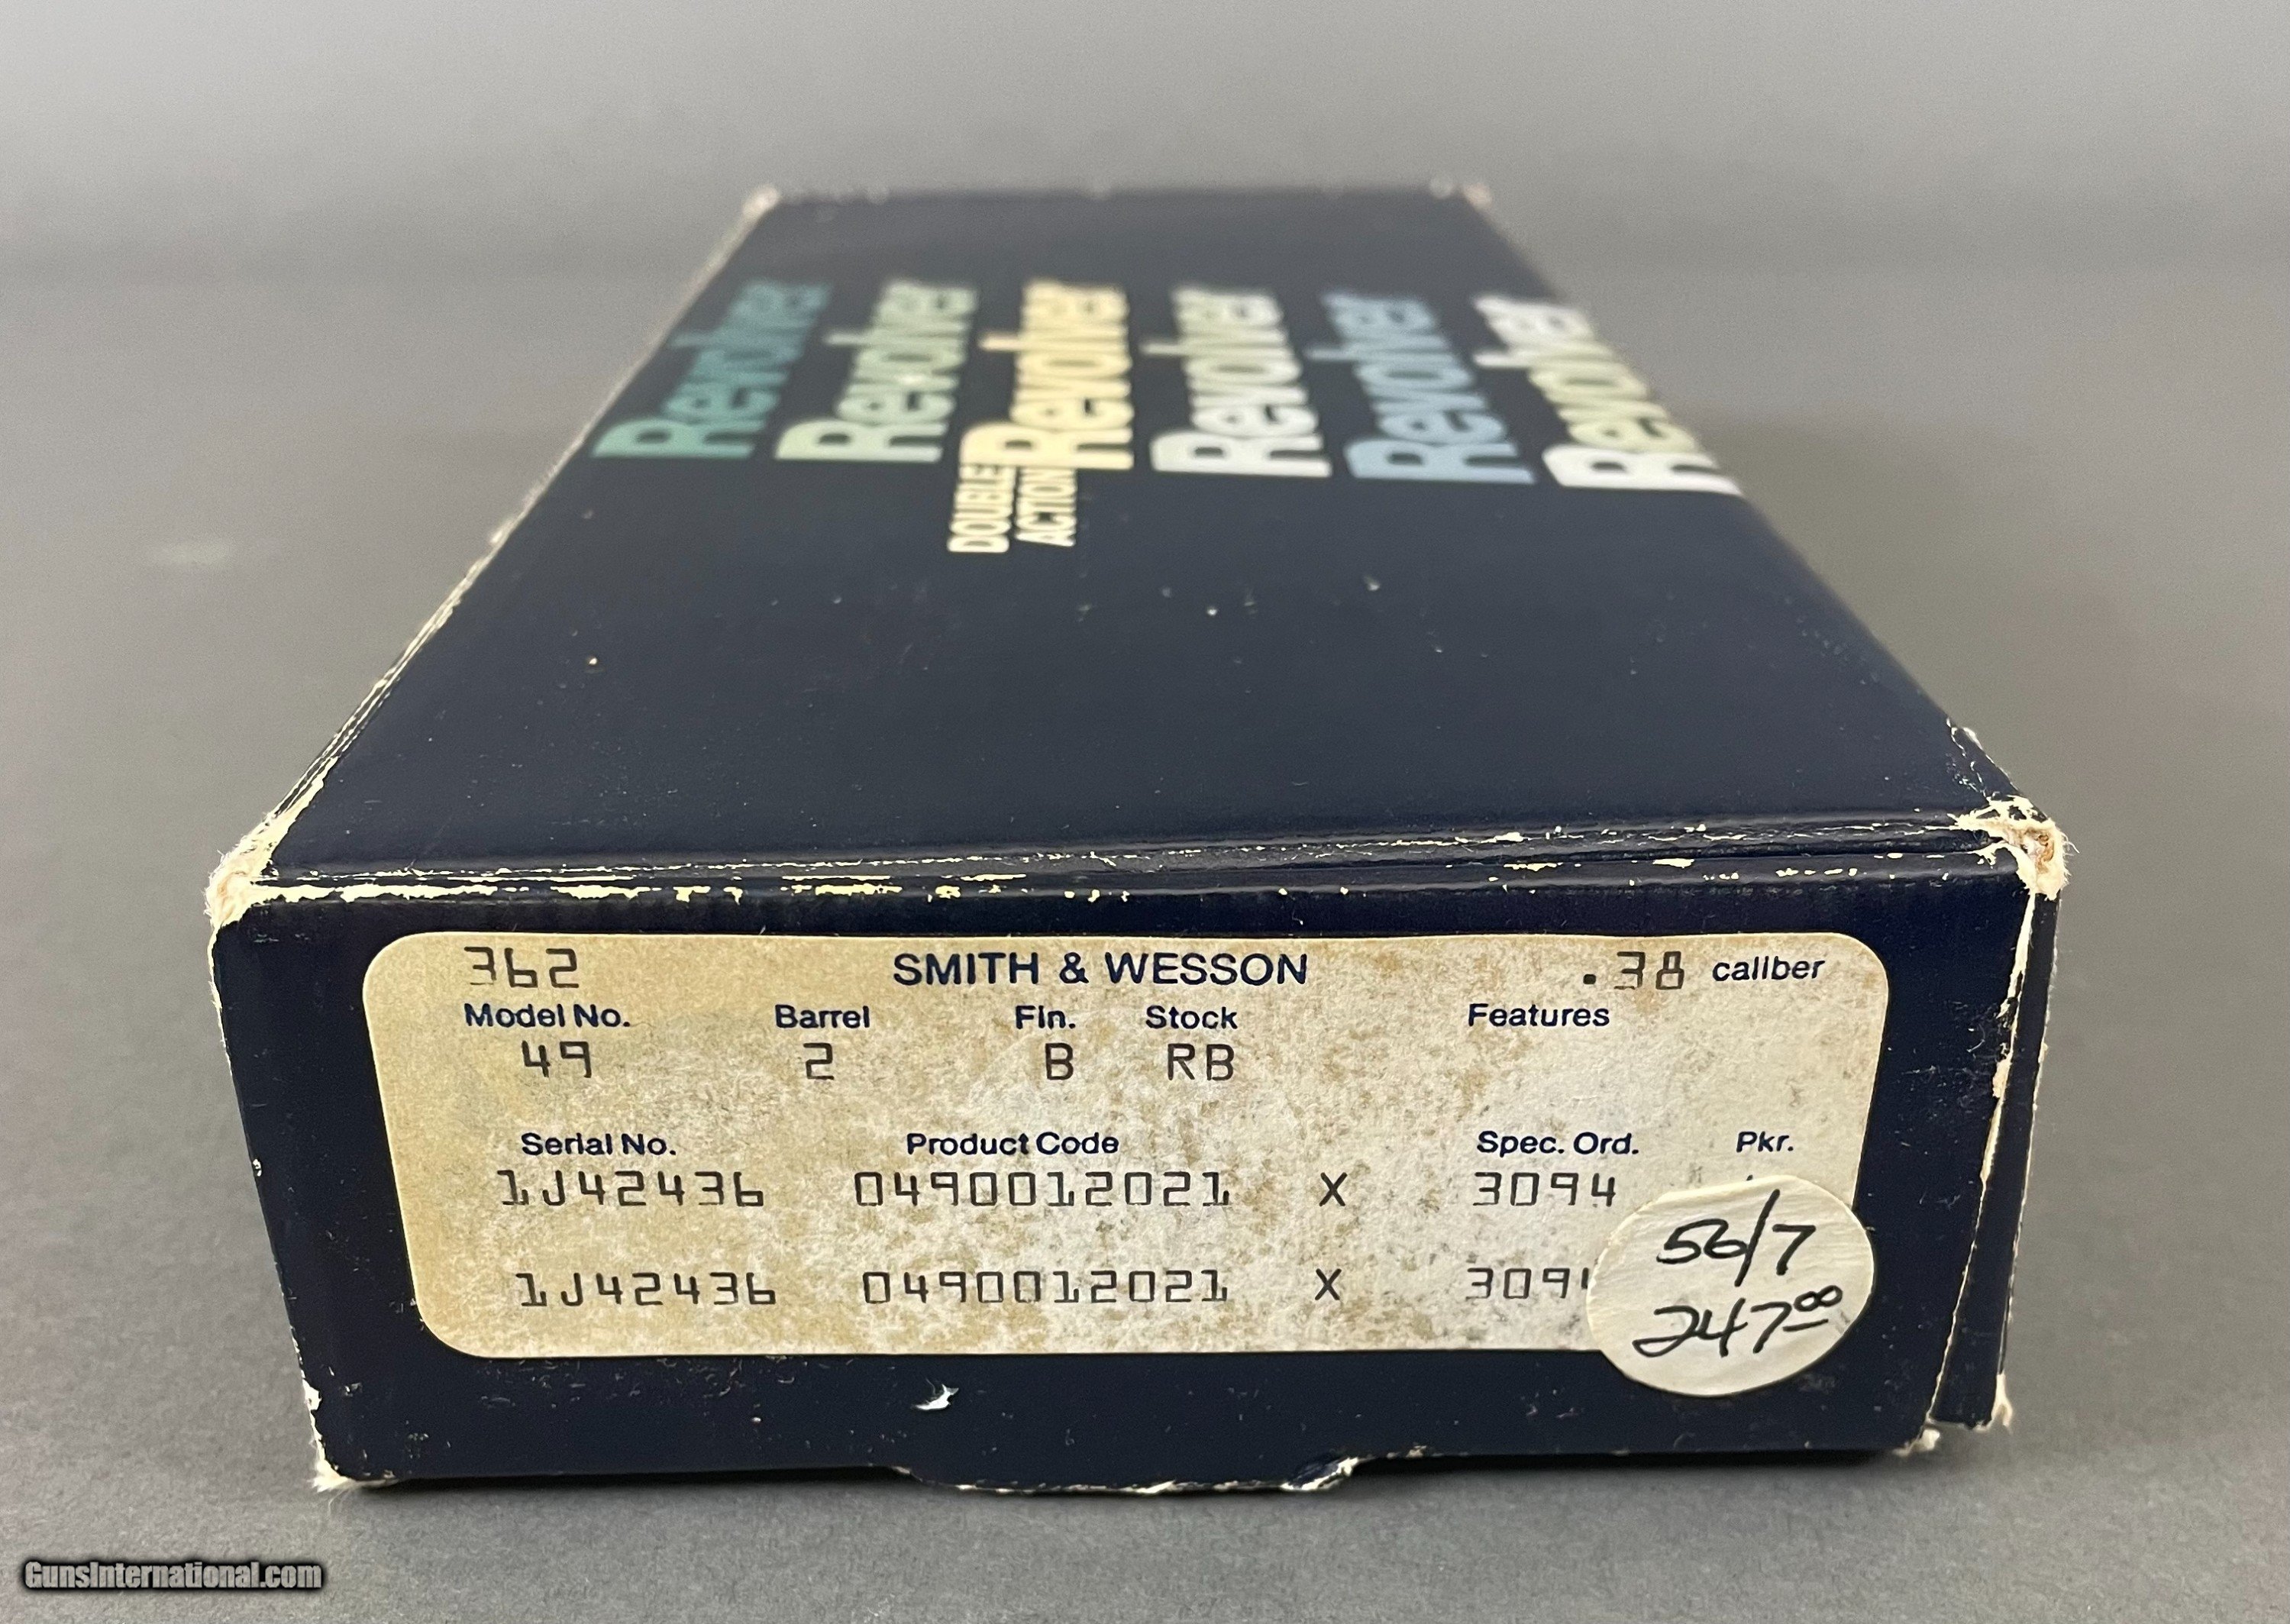 Revolver
Revolver
DOUBLE
ACTION
Revolver
Revolver
Revolver
Revolver
362 SMITH & WESSON .38 caliber
Model No. Barrel Fin. Stock Features
49 2 B RB
Serial No. Product Code Spec. Ord. Pkr.
1J42436 0490012021 X 3094
1J42436 0490012021 X 309
56/7
247.00
GunsInternational.com